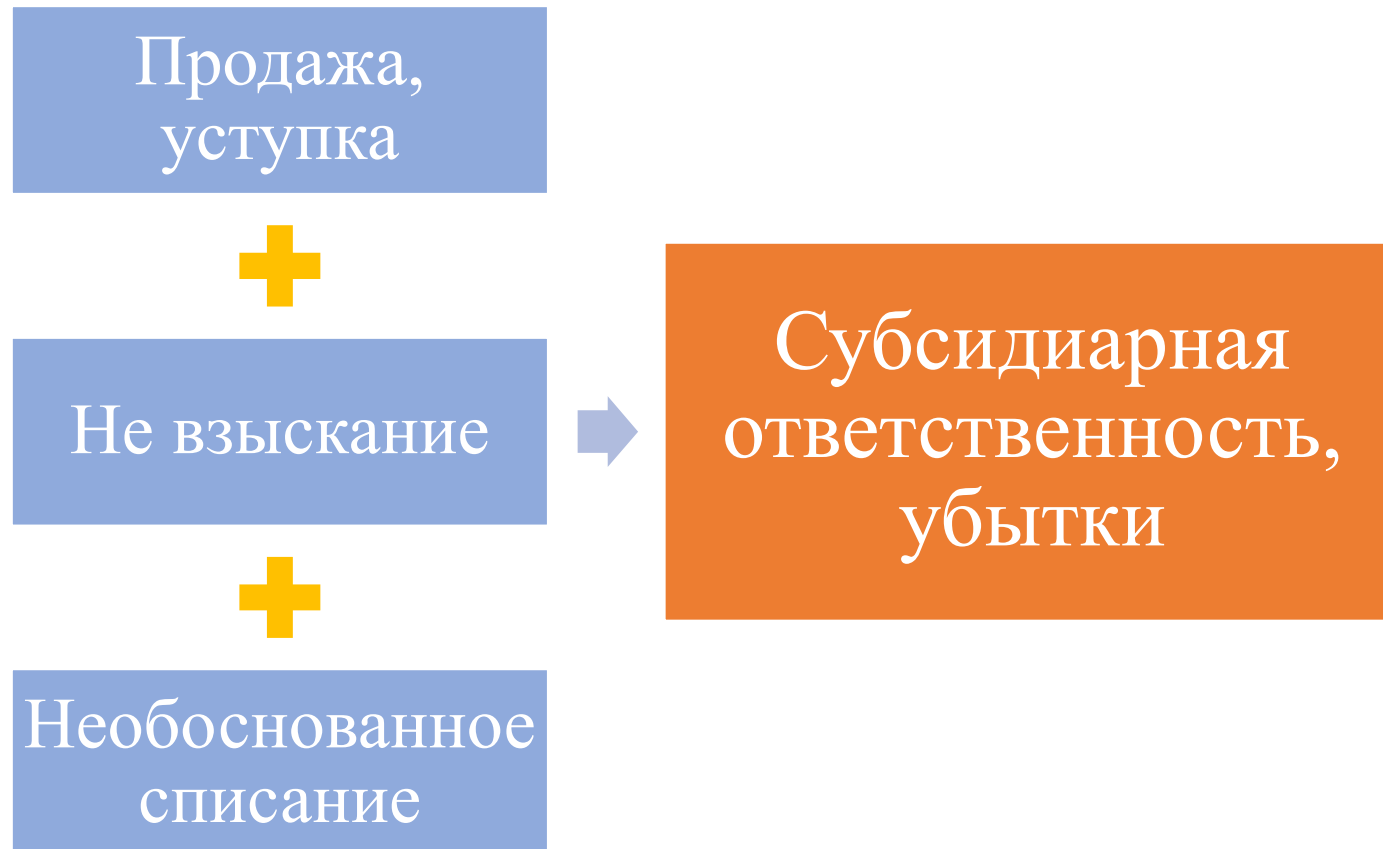 Продажа,
уступка
Не взыскание
Необоснованное
списание
Субсидиарная
ответственность,
убытки